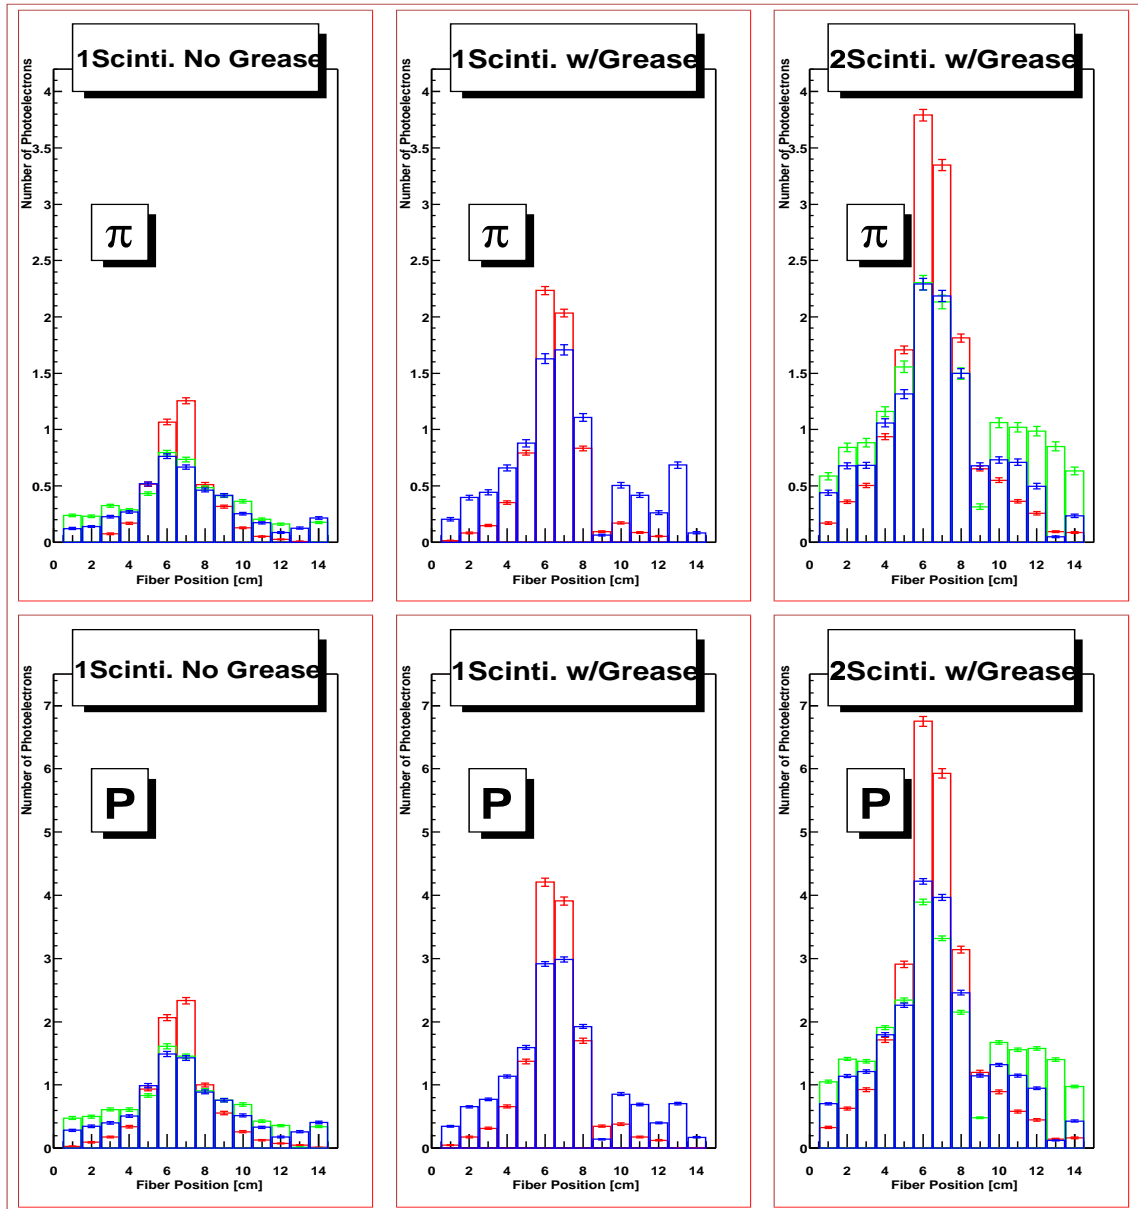 1Scinti. No Grease
Number of Photoelectrons
π
4
3.5
3
2.5
2
1.5
1
0.5
0
0 2 4 6 8 10 12 14
Fiber Position [cm]
1Scinti. w/Grease
Number of Photoelectrons
π
4
3.5
3
2.5
2
1.5
1
0.5
0
0 2 4 6 8 10 12 14
Fiber Position [cm]
2Scinti. w/Grease
Number of Photoelectrons
π
4
3.5
3
2.5
2
1.5
1
0.5
0
0 2 4 6 8 10 12 14
Fiber Position [cm]
1Scinti. No Grease
Number of Photoelectrons
P
7
6
5
4
3
2
1
0
0 2 4 6 8 10 12 14
Fiber Position [cm]
1Scinti. w/Grease
Number of Photoelectrons
P
7
6
5
4
3
2
1
0
0 2 4 6 8 10 12 14
Fiber Position [cm]
2Scinti. w/Grease
Number of Photoelectrons
P
7
6
5
4
3
2
1
0
0 2 4 6 8 10 12 14
Fiber Position [cm]